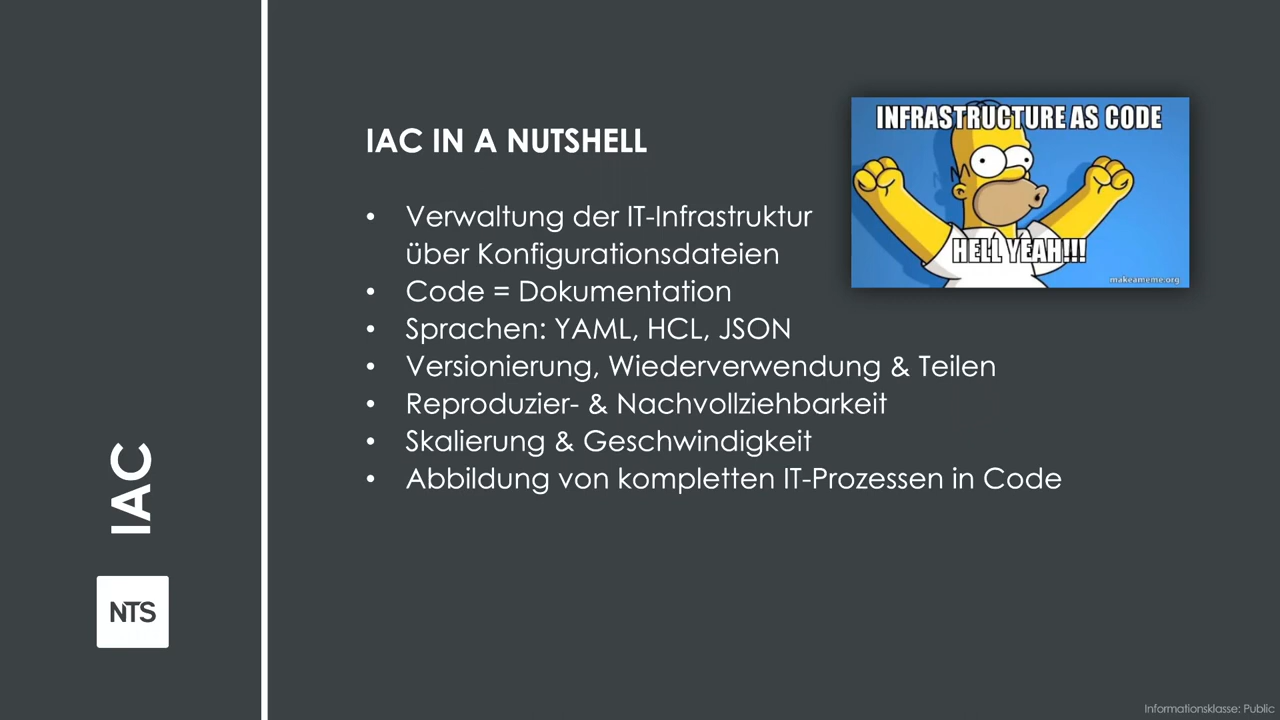 IAC IN A NUTSHELL
• Verwaltung der IT-Infrastruktur
über Konfigurationsdateien
• Code = Dokumentation
• Sprachen: YAML, HCL, JSON
• Versionierung, Wiederverwendung & Teilen
• Reproduzier- & Nachvollziehbarkeit
• Skalierung & Geschwindigkeit
• Abbildung von kompletten IT-Prozessen in Code
INFRASTRUCTURE AS CODE
HELL YEAH!!!
makeameme.org
IAC
NTS
Informationsklasse: Public